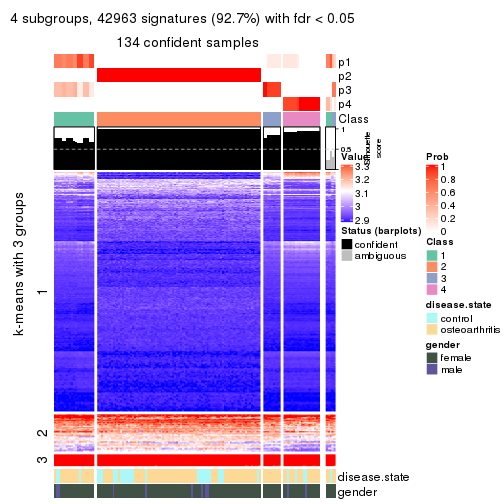 4 subgroups, 42963 signatures (92.7%) with fdr < 0.05
134 confident samples
p1
p2
p3
p4
Class
1
0.5
0
Silhouette
score
k-means with 3 groups
1
2
3
disease.state
gender
Value
3.3
3.2
3.1
3
2.9
Status (barplots)
confident
ambiguous
Prob
1
0.8
0.6
0.4
0.2
0
Class
1
2
3
4
disease.state
control
osteoarthritis
gender
female
male